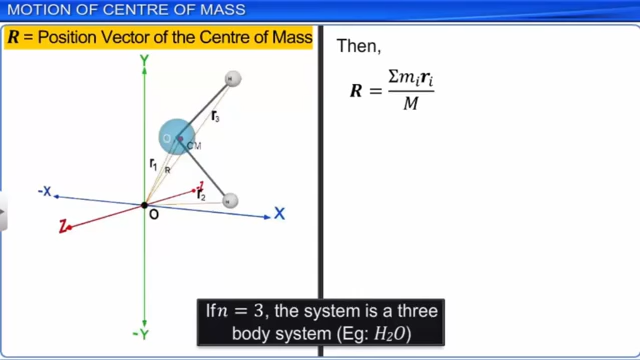 MOTION OF CENTRE OF MASS
R = Position Vector of the Centre of Mass
Then,
R = Σmᵢrᵢ / M
Y
H
r₃
O
CM
r₁
R
-X
-Z
r₂
H
O
Z
X
-Y
If n = 3, the system is a three
body system (Eg: H₂O)